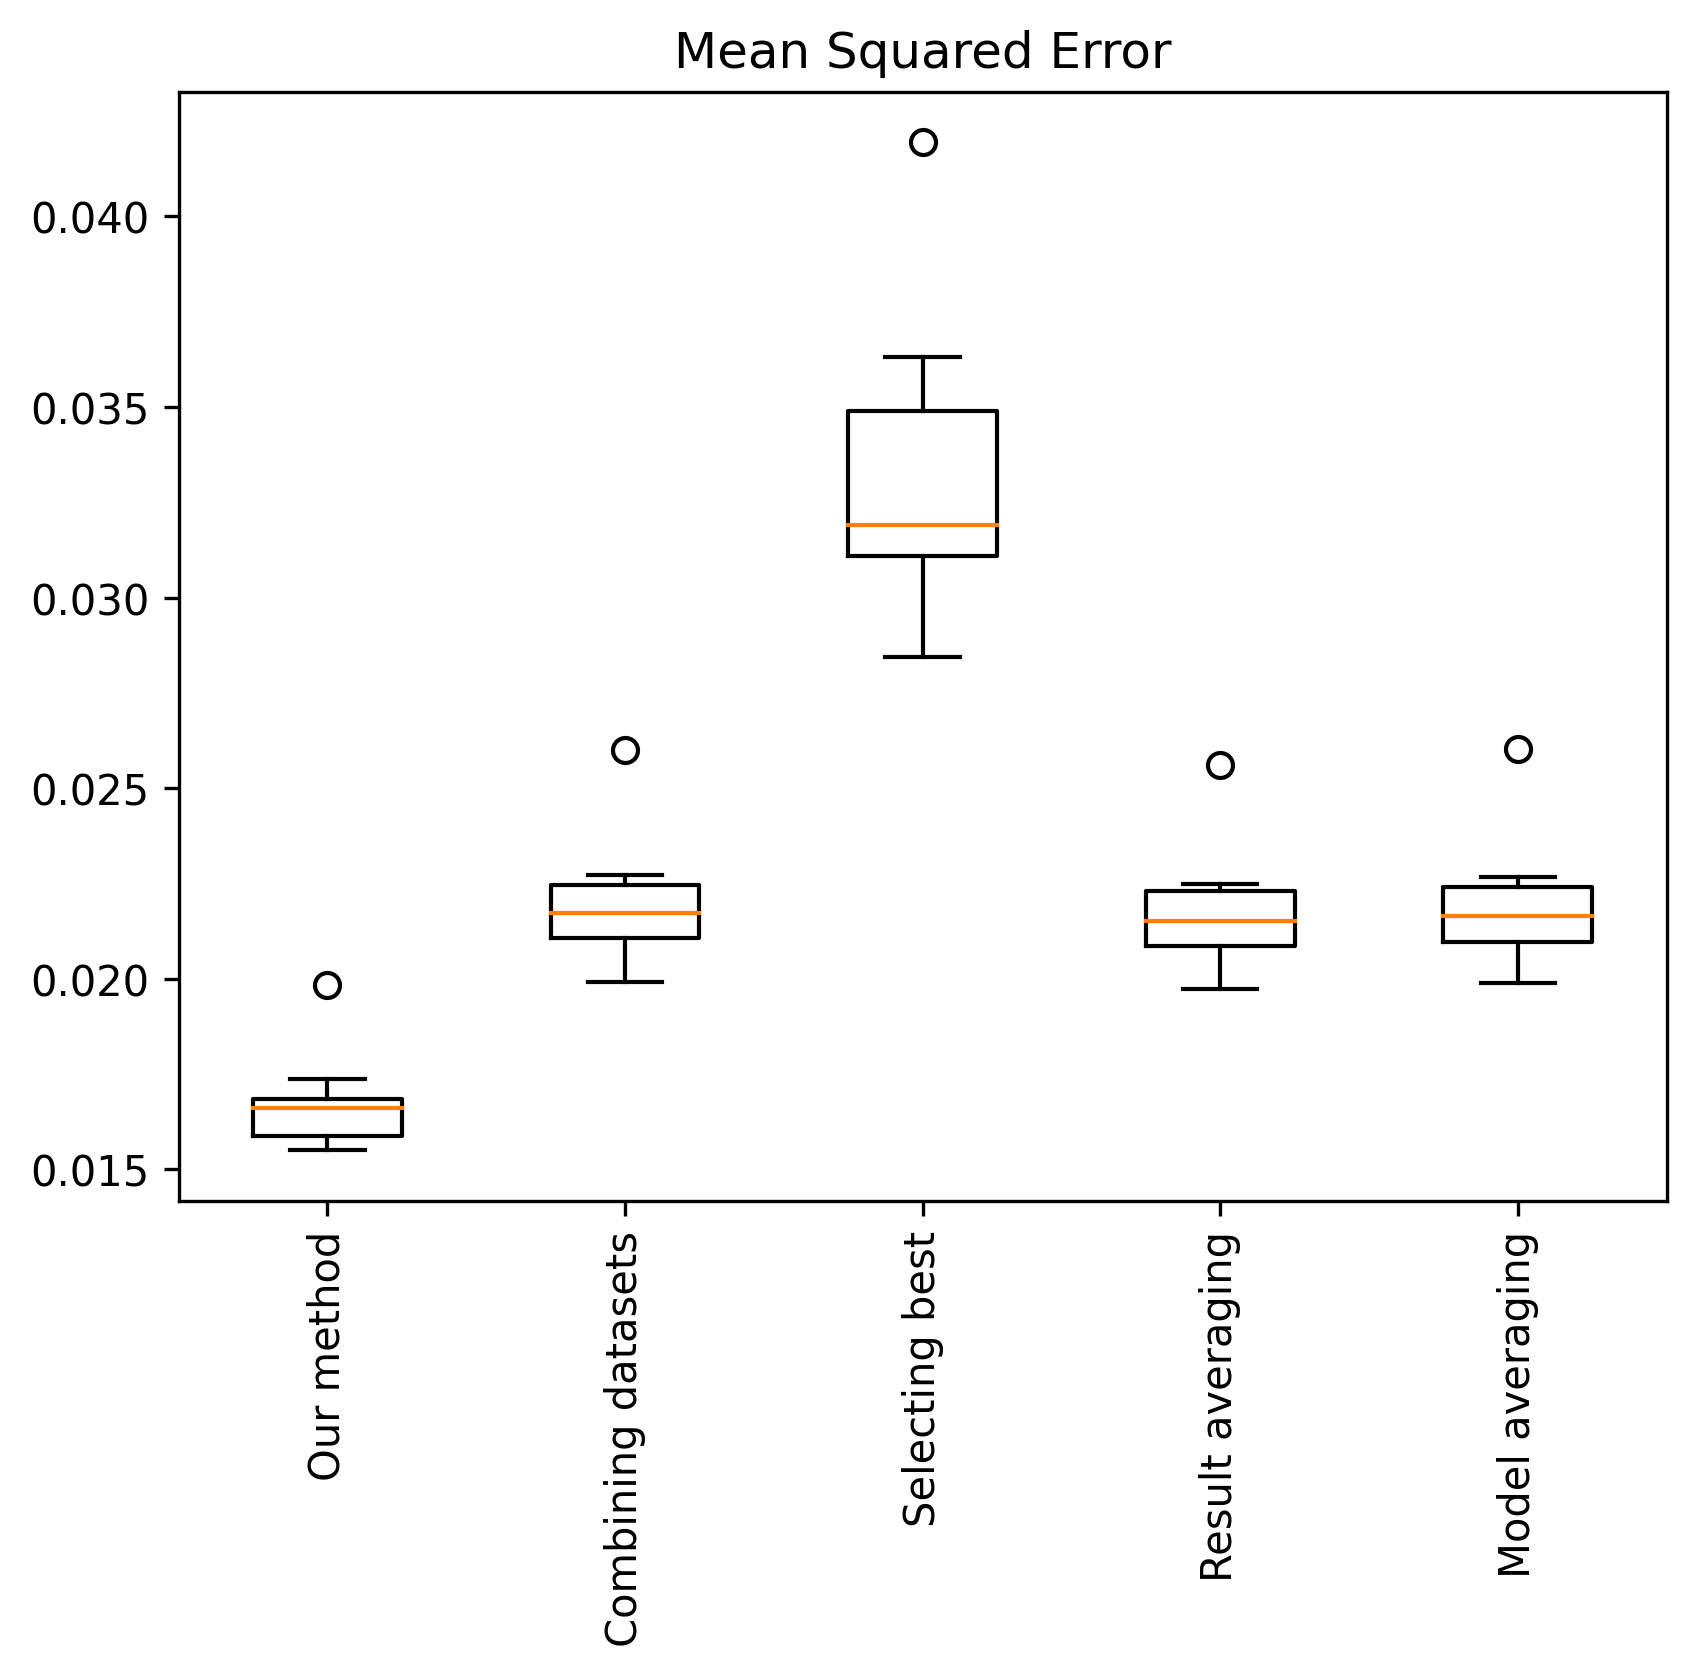 Mean Squared Error
0.040
0.035
0.030
0.025
0.020
0.015
Our method
Combining datasets
Selecting best
Result averaging
Model averaging